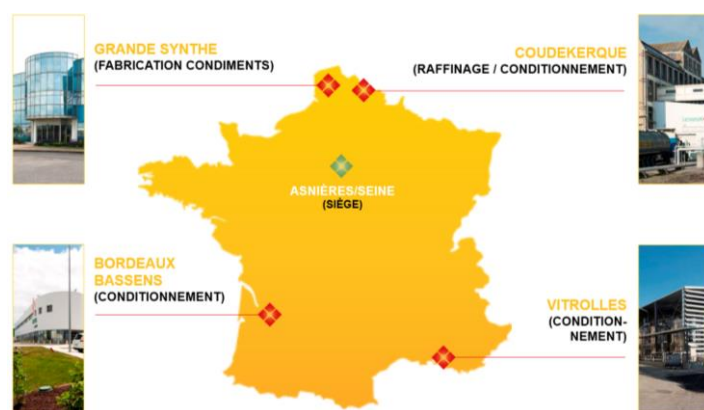 GRANDE SYNTHE
(FABRICATION CONDIMENTS)
COUDEKERQUE
(RAFFINAGE / CONDITIONNEMENT)
ASNIÈRES/SEINE
(SIÈGE)
BORDEAUX
BASSENS
(CONDITIONNEMENT)
VITROLLES
(CONDITION-
NEMENT)